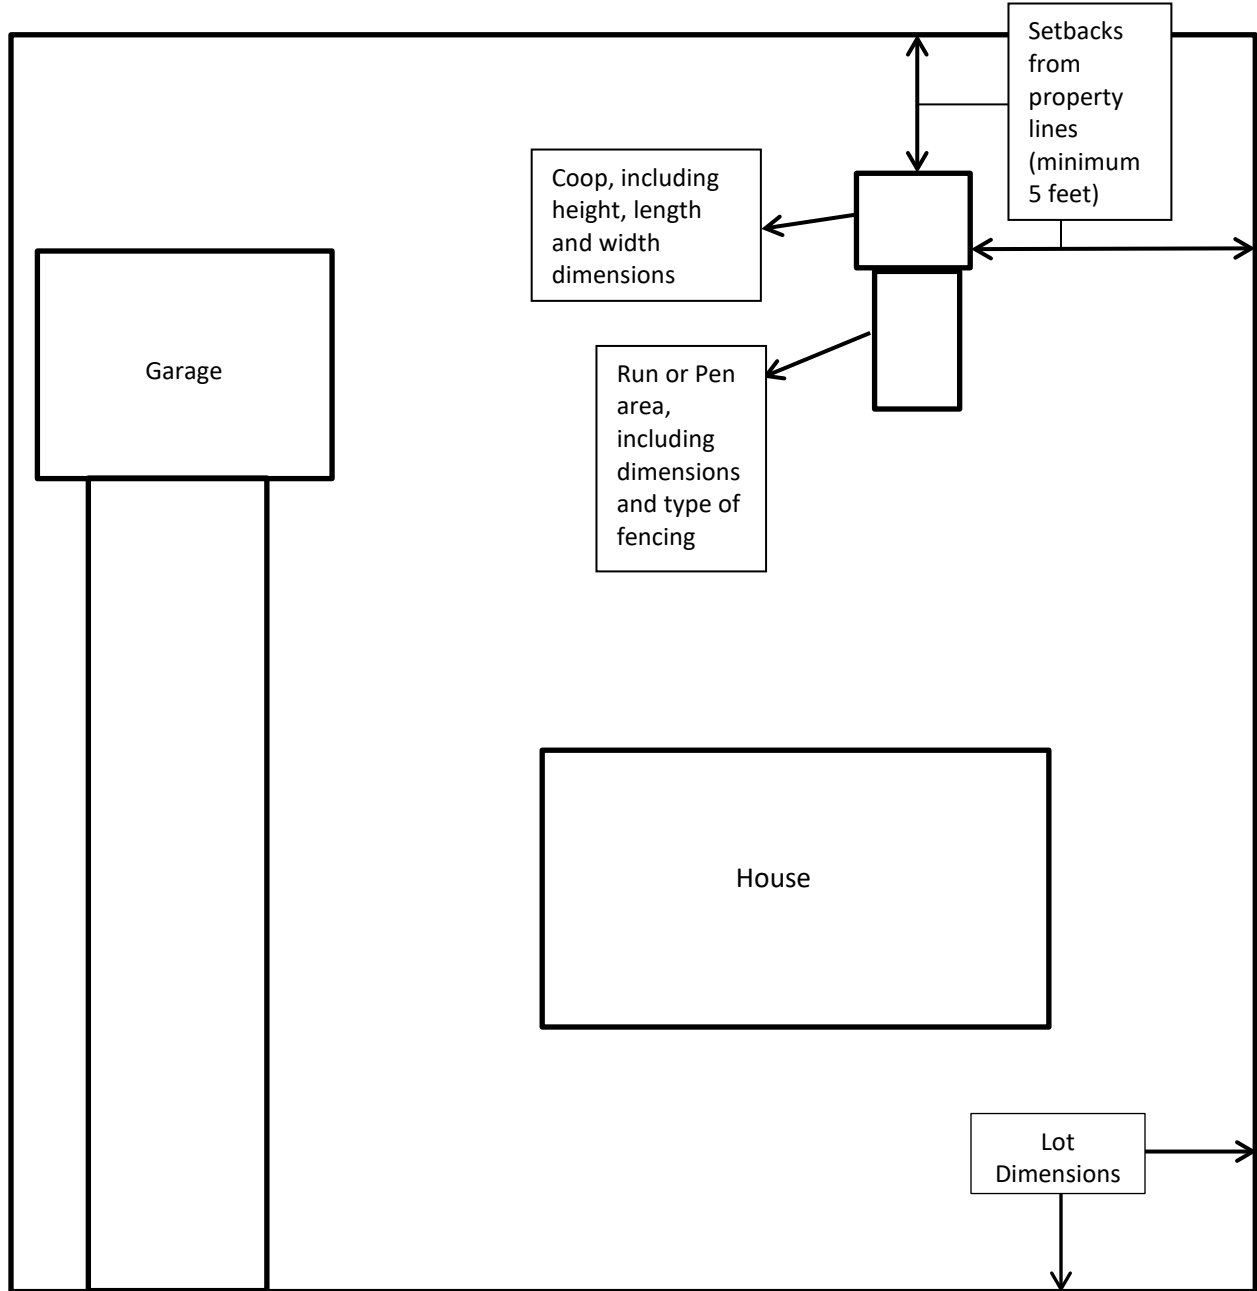 Setbacks
from
property
lines
(minimum
5 feet)
Coop, including
height, length
and width
dimensions
Garage
Run or Pen
area,
including
dimensions
and type of
fencing
House
Lot
Dimensions